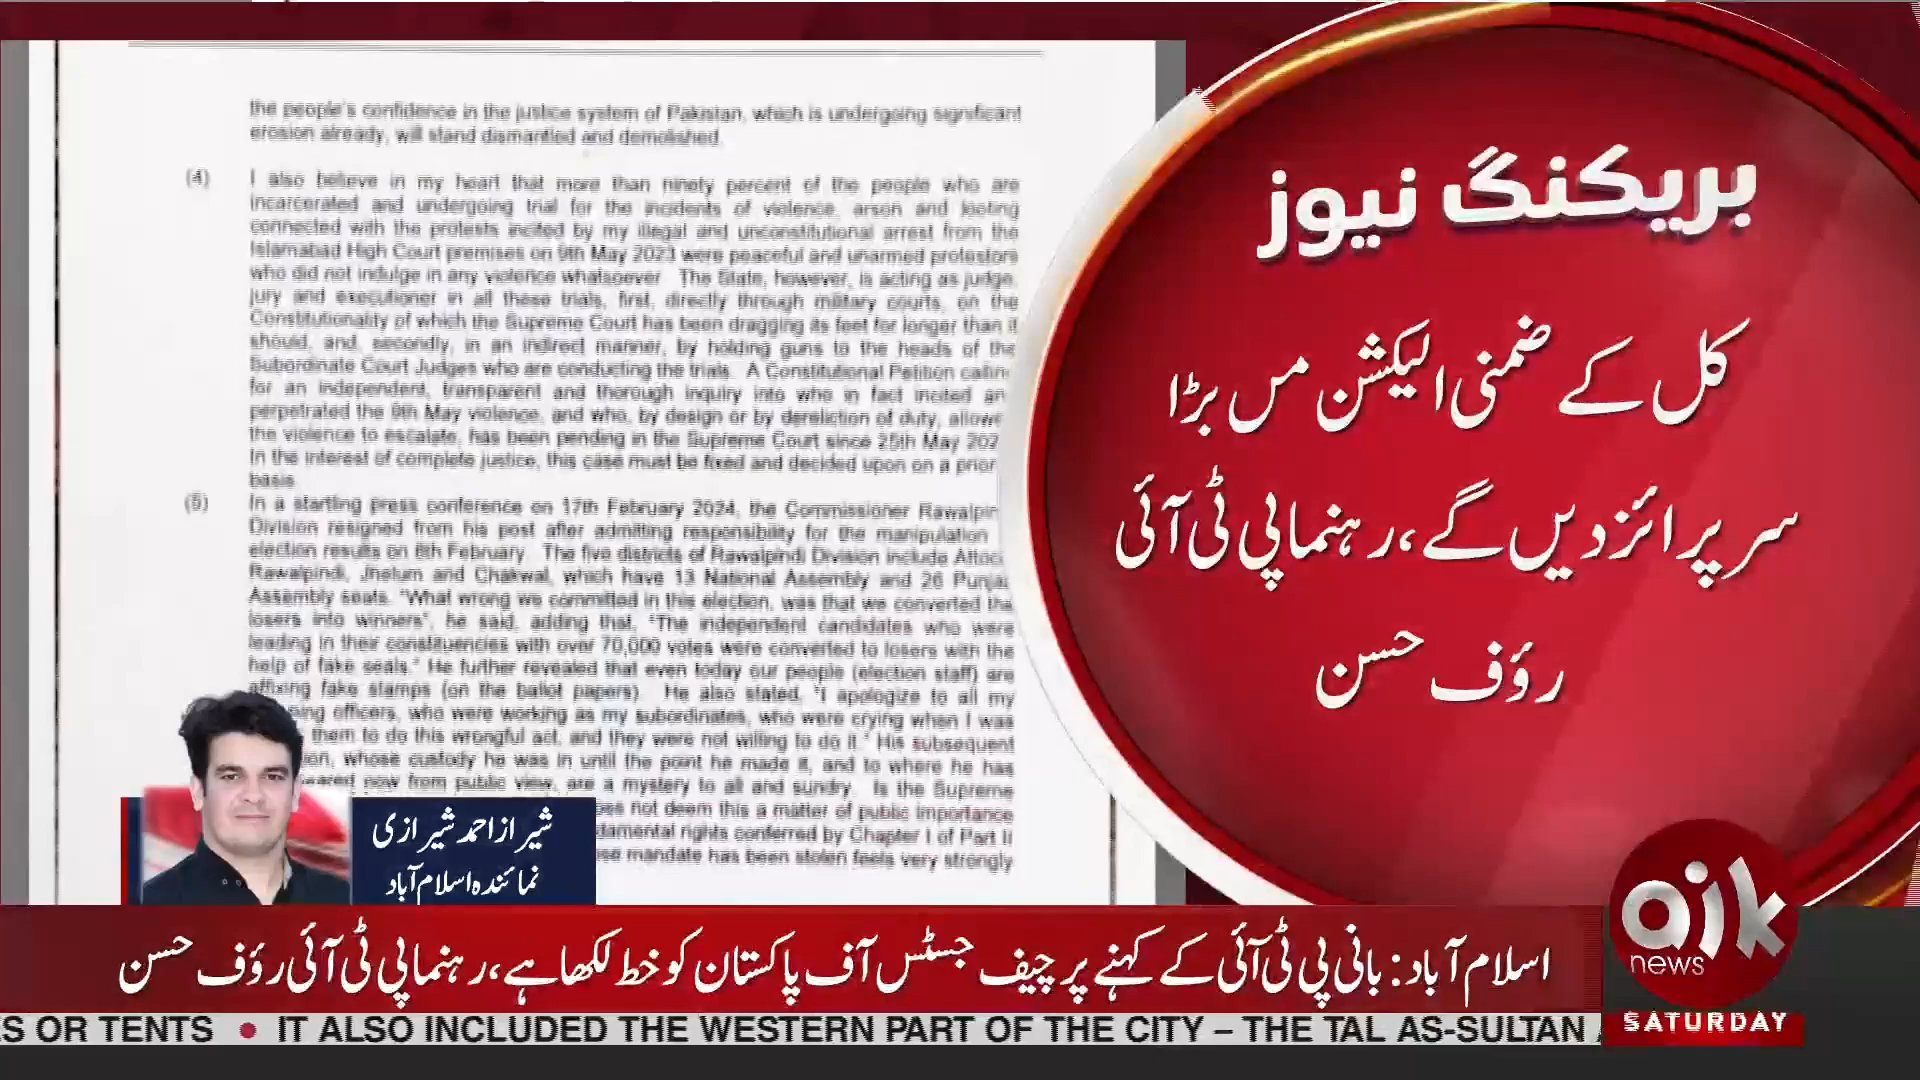 the people's confidence in the justice system of Pakistan, which is undergoing significant
erosion already, will stand dismantled and demolished.
(4) I also believe in my heart that more than ninety percent of the people who are
incarcerated and undergoing trial for the incidents of violence, arson and looting
connected with the protests incited by my illegal and unconstitutional arrest from the
Islamabad High Court premises on 9th May 2023 were peaceful and unarmed protestors
who did not indulge in any violence whatsoever. The State, however, is acting as judge,
jury and executioner in all these trials, first, directly through military courts, on the
Constitutionality of which the Supreme Court has been dragging its feet for longer than it
should, and, secondly, in an indirect manner, by holding guns to the heads of the
Subordinate Court Judges who are conducting the trials. A Constitutional Petition callin
for an independent, transparent and thorough inquiry into who in fact incited an
perpetrated the 9th May violence, and who, by design or by dereliction of duty, allowe
the violence to escalate, has been pending in the Supreme Court since 25th May 202
In the interest of complete justice, this case must be fixed and decided upon on a prior
basis.
(5) In a startling press conference on 17th February 2024, the Commissioner Rawalpin
Division resigned from his post after admitting responsibility for the manipulation
election results on 8th February. The five districts of Rawalpindi Division include Attoc
Rawalpindi, Jhelum and Chakwal, which have 13 National Assembly and 26 Punja
Assembly seats. "What wrong we committed in this election, was that we converted the
losers into winners", he said, adding that, "The independent candidates who were
leading in their constituencies with over 70,000 votes were converted to losers with the
help of fake seals." He further revealed that even today our people (election staff) are
affixing fake stamps (on the ballot papers). He also stated, "I apologize to all my
ing officers, who were working as my subordinates, who were crying when I was
them to do this wrongful act, and they were not willing to do it." His subsequent
on, whose custody he was in until the point he made it, and to where he has
eared now from public view, are a mystery to all and sundry. Is the Supreme
es not deem this a matter of public importance
damental rights conferred by Chapter I of Part II
se mandate has been stolen feels very strongly
بریکنگ نیوز
کل کے ضمنی الیکشن مس بڑا
سرپرائز دیں گے، رہنما پی ٹی آئی
رؤف حسن
شیراز احمد شیرازی
نمائندہ اسلام آباد
اسلام آباد: بانی پی ٹی آئی کے کہنے پر چیف جسٹس آف پاکستان کو خط لکھا ہے، رہنما پی ٹی آئی رؤف حسن
ajk
news
SATURDAY
ES OR TENTS • IT ALSO INCLUDED THE WESTERN PART OF THE CITY – THE TAL AS-SULTAN